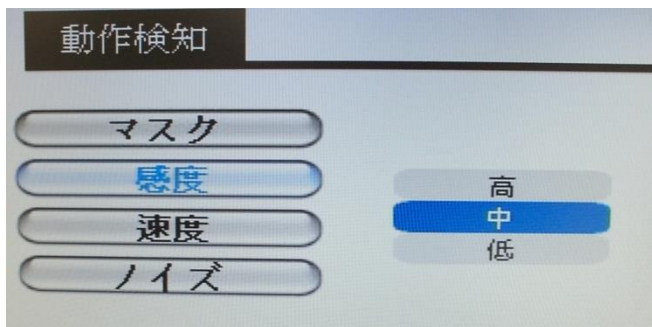 動作検知
マスク
感度
速度
ノイズ
高
中
低